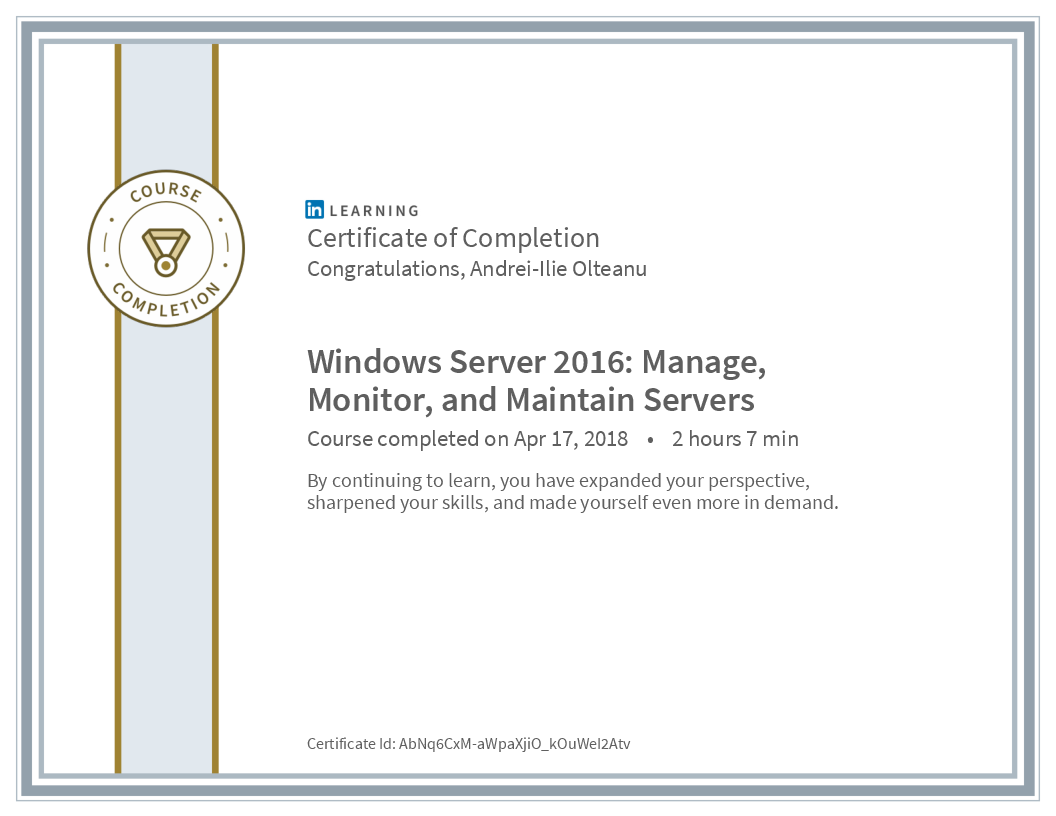 COURSE
COMPLETION
in LEARNING
Certificate of Completion
Congratulations, Andrei-Ilie Olteanu
Windows Server 2016: Manage,
Monitor, and Maintain Servers
Course completed on Apr 17, 2018 • 2 hours 7 min
By continuing to learn, you have expanded your perspective,
sharpened your skills, and made yourself even more in demand.
Certificate Id: AbNq6CxM-aWpaXjiO_kOuWeI2Atv